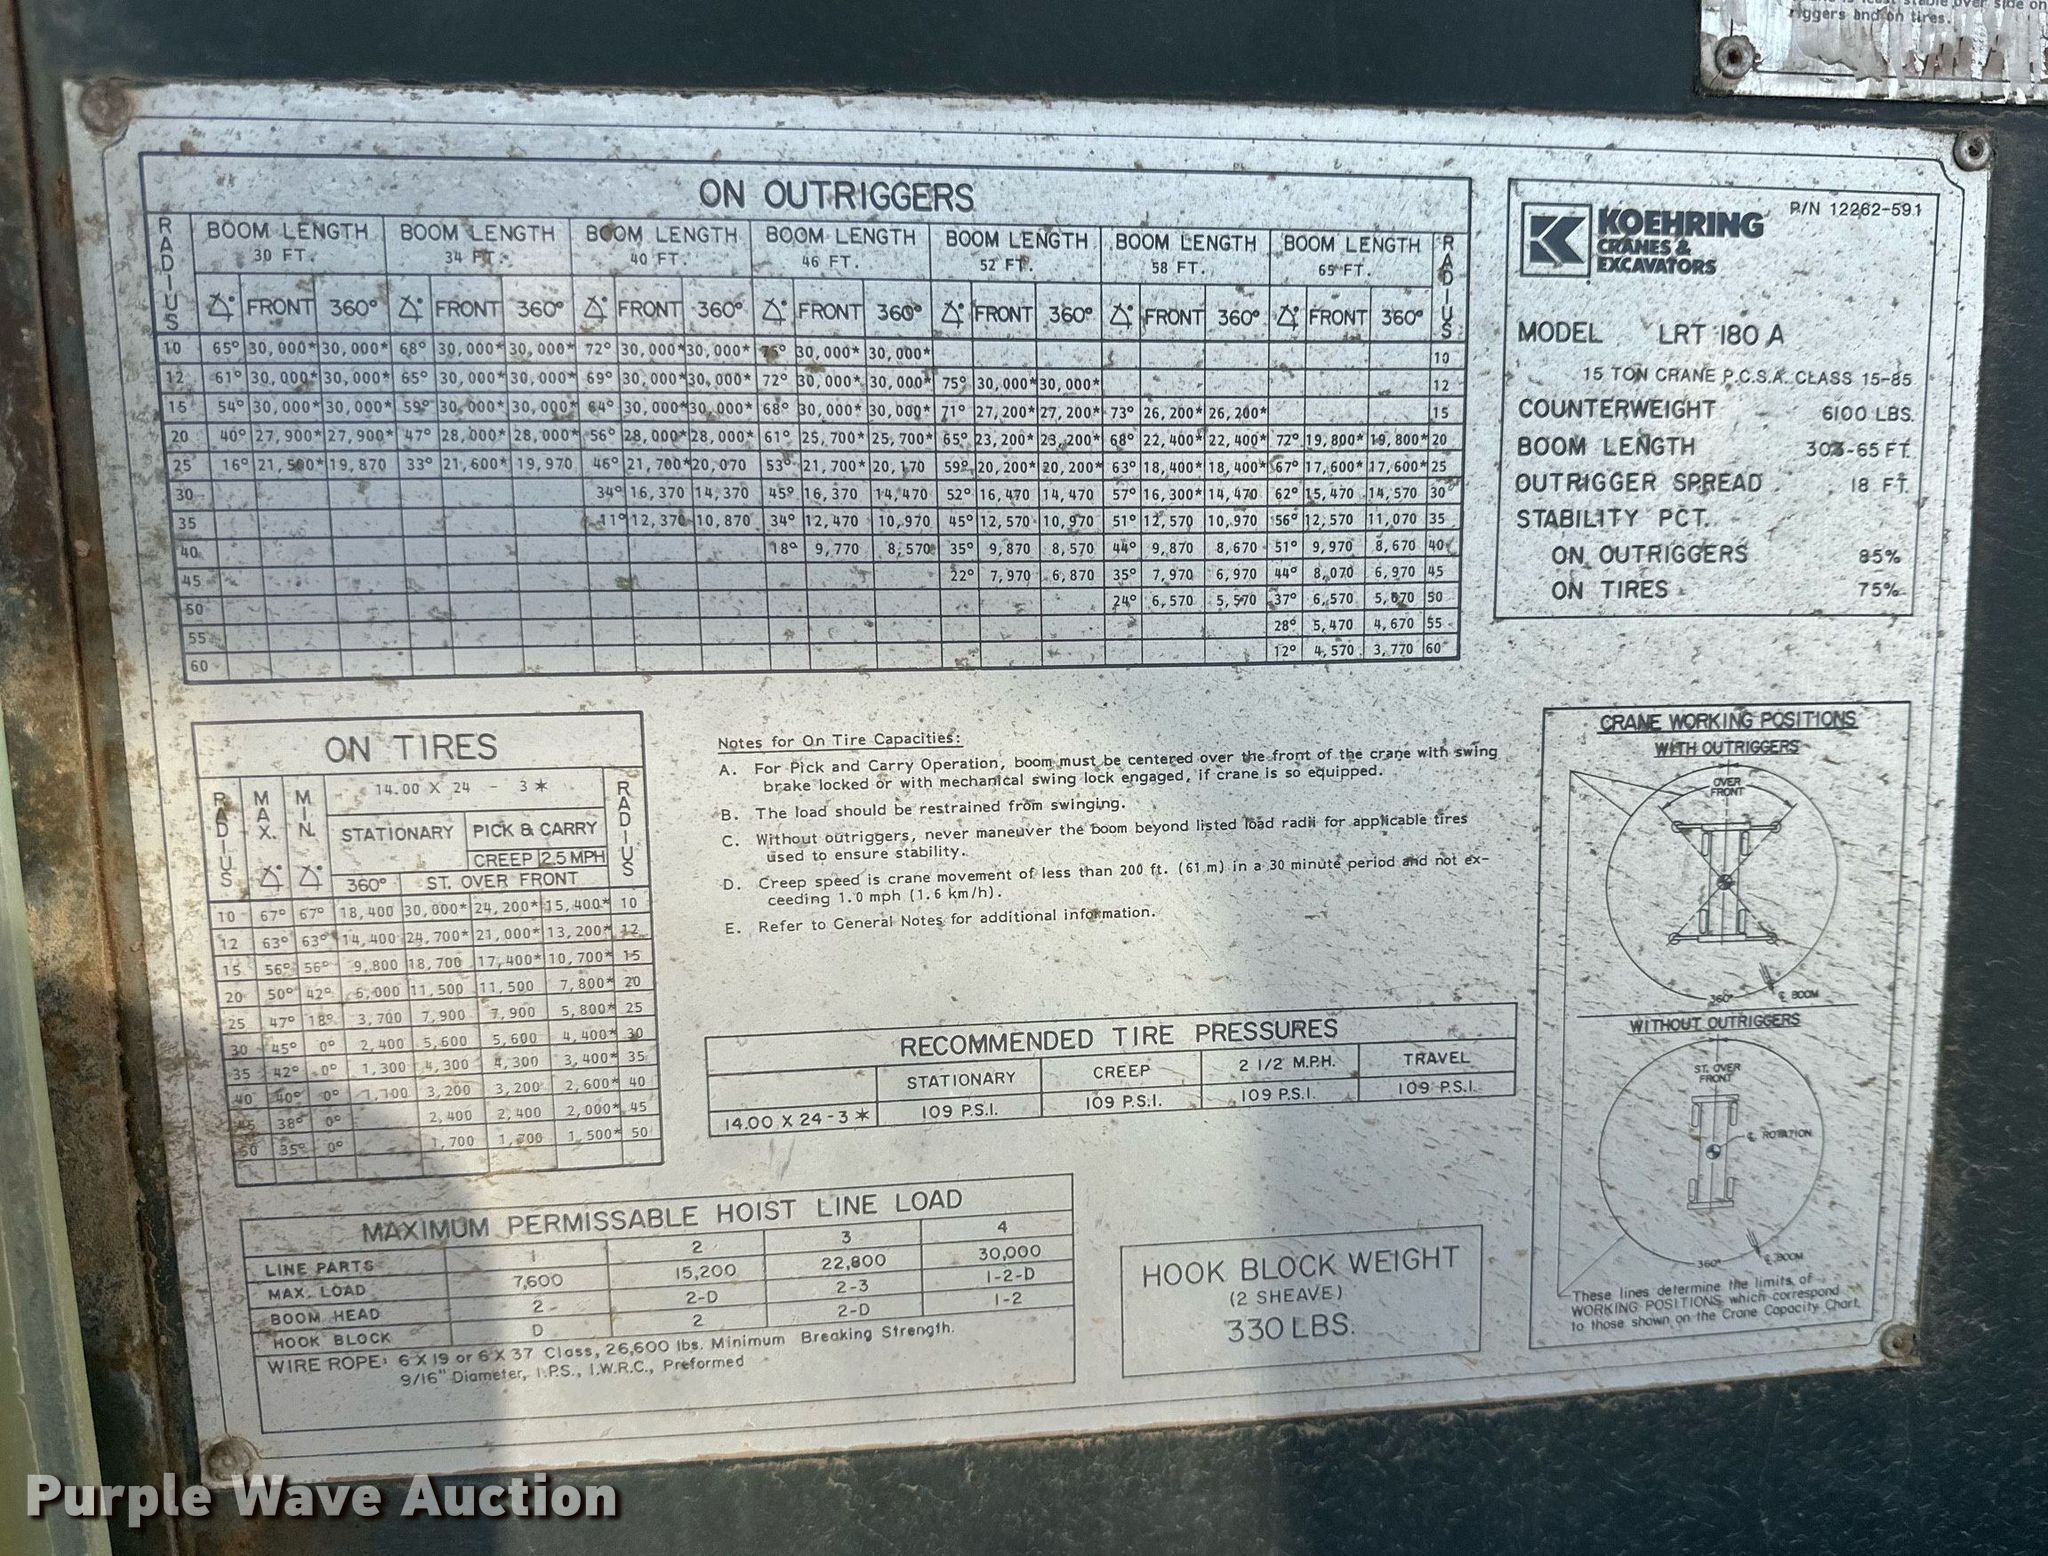 stable over side on
riggers and on tires.
ON OUTRIGGERS
RADIUS BOOM LENGTH 30 FT. BOOM LENGTH 34 FT. BOOM LENGTH 40 FT. BOOM LENGTH 46 FT. BOOM LENGTH 52 FT. BOOM LENGTH 58 FT. BOOM LENGTH 65 FT. RADIUS
FRONT 360° FRONT 360° FRONT 360° FRONT 360° FRONT 360° FRONT 360° FRONT 360°
10 65° 30,000* 30,000* 68° 30,000* 30,000* 72° 30,000* 30,000* 75° 30,000* 30,000* 10
12 61° 30,000* 30,000* 65° 30,000* 30,000* 69° 30,000* 30,000* 72° 30,000* 30,000* 75° 30,000* 30,000* 12
15 54° 30,000* 30,000* 59° 30,000* 30,000* 64° 30,000* 30,000* 68° 30,000* 30,000* 71° 27,200* 27,200* 73° 26,200* 26,200* 15
20 40° 27,900* 27,900* 47° 28,000* 28,000* 56° 28,000* 28,000* 61° 25,700* 25,700* 65° 23,200* 23,200* 68° 22,400* 22,400* 72° 19,800* 19,800* 20
25 16° 21,500* 19,870 33° 21,600* 19,970 46° 21,700* 20,070 53° 21,700* 20,170 59° 20,200* 20,200* 63° 18,400* 18,400* 67° 17,600* 17,600* 25
30 34° 16,370 14,370 45° 16,370 14,470 52° 16,470 14,470 57° 16,300* 14,470 62° 15,470 14,570 30
35 11° 12,370 10,870 34° 12,470 10,970 45° 12,570 10,970 51° 12,570 10,970 56° 12,570 11,070 35
40 18° 9,770 8,570 35° 9,870 8,570 44° 9,870 8,670 51° 9,970 8,670 40
45 22° 7,970 6,870 35° 7,970 6,970 44° 8,070 6,970 45
50 24° 6,570 5,570 37° 6,570 5,670 50
55 28° 5,470 4,670 55
60 12° 4,570 3,770 60
KOEHRING
CRANES &
EXCAVATORS
P/N 12262-591
MODEL LRT 180 A
15 TON CRANE P.C.S.A. CLASS 15-85
COUNTERWEIGHT 6100 LBS.
BOOM LENGTH 303-65 FT.
OUTRIGGER SPREAD 18 FT.
STABILITY PCT.
ON OUTRIGGERS 85%
ON TIRES 75%
ON TIRES
RADIUS MAX. MIN. 14.00 X 24 - 3* RADIUS
STATIONARY PICK & CARRY
CREEP 2.5 MPH
360° ST. OVER FRONT
10 67° 67° 18,400 30,000* 24,200* 15,400* 10
12 63° 63° 14,400 24,700* 21,000* 13,200* 12
15 56° 56° 9,800 18,700 17,400* 10,700* 15
20 50° 42° 6,000 11,500 11,500 7,800* 20
25 47° 18° 3,700 7,900 7,900 5,800* 25
30 45° 0° 2,400 5,600 5,600 4,400* 30
35 42° 0° 1,300 4,300 4,300 3,400* 35
40 40° 0° 1,100 3,200 3,200 2,600* 40
45 38° 0° 2,400 2,400 2,000* 45
50 35° 0° 1,700 1,700 1,500* 50
Notes for On Tire Capacities:
A. For Pick and Carry Operation, boom must be centered over the front of the crane with swing
brake locked or with mechanical swing lock engaged, if crane is so equipped.
B. The load should be restrained from swinging.
C. Without outriggers, never maneuver the boom beyond listed load radii for applicable tires
used to ensure stability.
D. Creep speed is crane movement of less than 200 ft. (61 m) in a 30 minute period and not ex-
ceeding 1.0 mph (1.6 km/h).
E. Refer to General Notes for additional information.
RECOMMENDED TIRE PRESSURES
STATIONARY CREEP 2 1/2 M.P.H. TRAVEL
14.00 X 24-3* 109 P.S.I. 109 P.S.I. 109 P.S.I. 109 P.S.I.
CRANE WORKING POSITIONS
WITH OUTRIGGERS
OVER
FRONT
360° ℄ BOOM
WITHOUT OUTRIGGERS
ST. OVER
FRONT
℄ ROTATION
360° ℄ BOOM
These lines determine the limits of
WORKING POSITIONS which correspond
to those shown on the Crane Capacity Chart.
MAXIMUM PERMISSABLE HOIST LINE LOAD
LINE PARTS 1 2 3 4
MAX. LOAD 7,600 15,200 22,800 30,000
BOOM HEAD 2 2-D 2-3 1-2-D
HOOK BLOCK D 2 2-D 1-2
WIRE ROPE: 6 X 19 or 6 X 37 Class, 26,600 lbs. Minimum Breaking Strength.
9/16" Diameter, I.P.S., I.W.R.C., Preformed
HOOK BLOCK WEIGHT
(2 SHEAVE)
330 LBS.
Purple Wave Auction